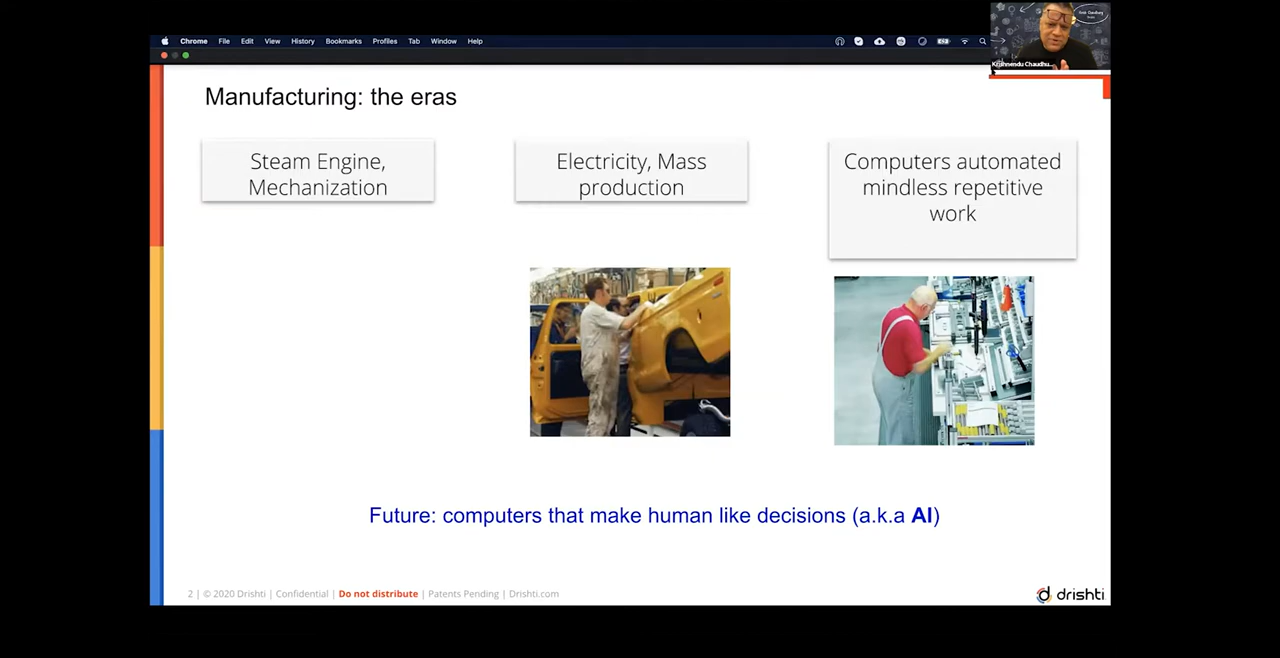 Chrome File Edit View History Bookmarks Profiles Tab Window Help
Krishnendu Chaudhu...
Manufacturing: the eras
Steam Engine,
Mechanization
Electricity, Mass
production
Computers automated
mindless repetitive
work
Future: computers that make human like decisions (a.k.a AI)
2 | © 2020 Drishti | Confidential | Do not distribute | Patents Pending | Drishti.com
drishti